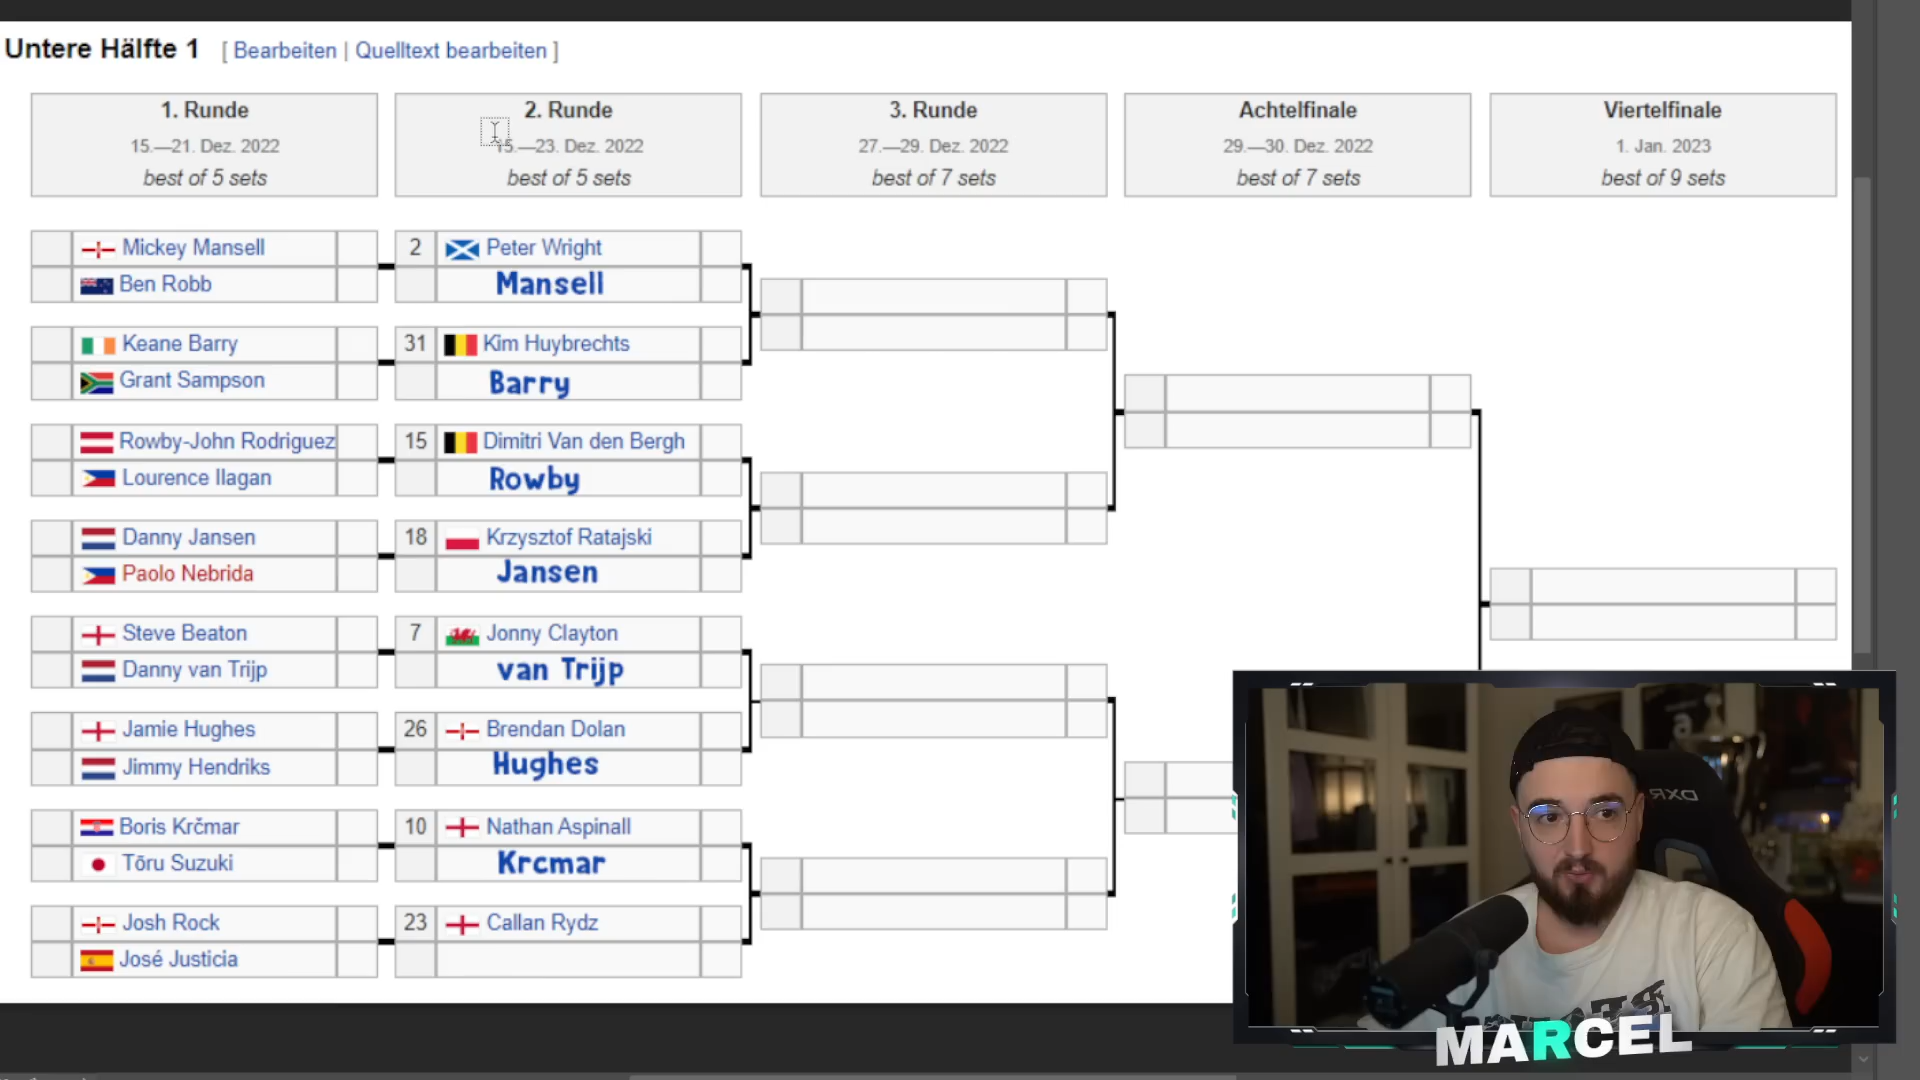 Untere Hälfte 1 [ Bearbeiten | Quelltext bearbeiten ]
1. Runde
15.—21. Dez. 2022
best of 5 sets
2. Runde
15.—23. Dez. 2022
best of 5 sets
3. Runde
27.—29. Dez. 2022
best of 7 sets
Achtelfinale
29.—30. Dez. 2022
best of 7 sets
Viertelfinale
1. Jan. 2023
best of 9 sets
Mickey Mansell
Ben Robb
2 Peter Wright
Mansell
Keane Barry
Grant Sampson
31 Kim Huybrechts
Barry
Rowby-John Rodriguez
Lourence Ilagan
15 Dimitri Van den Bergh
Rowby
Danny Jansen
Paolo Nebrida
18 Krzysztof Ratajski
Jansen
Steve Beaton
Danny van Trijp
7 Jonny Clayton
van Trijp
Jamie Hughes
Jimmy Hendriks
26 Brendan Dolan
Hughes
Boris Krčmar
Tōru Suzuki
10 Nathan Aspinall
Krcmar
Josh Rock
José Justicia
23 Callan Rydz
DXR
MARCEL